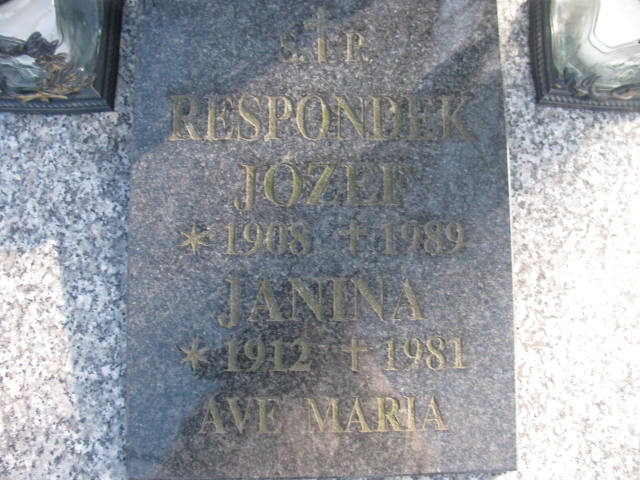 Ś.†P.
RESPONDEK
JÓZEF
* 1908 † 1989
JANINA
* 1912 † 1981
AVE MARIA